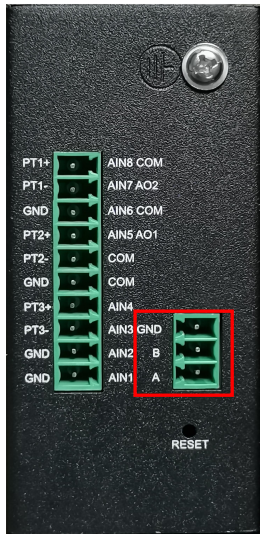 PT1+ AIN8 COM
PT1- AIN7 AO2
GND AIN6 COM
PT2+ AIN5 AO1
PT2- COM
GND COM
PT3+ AIN4
PT3- AIN3 GND
GND AIN2 B
GND AIN1 A
RESET